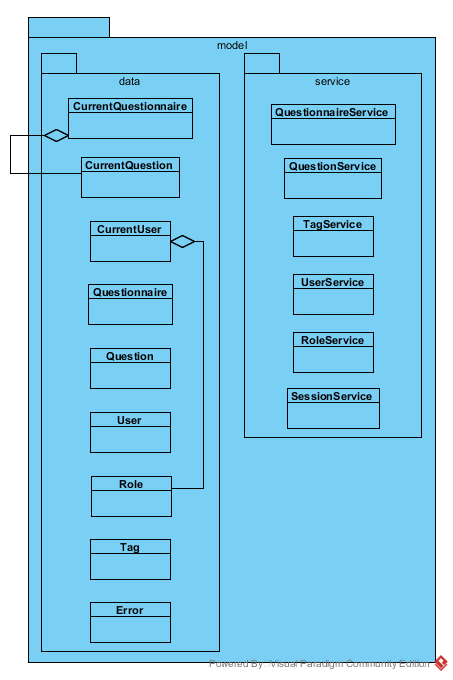 model
data
CurrentQuestionnaire
CurrentQuestion
CurrentUser
Questionnaire
Question
User
Role
Tag
Error
service
QuestionnaireService
QuestionService
TagService
UserService
RoleService
SessionService
Powered By Visual Paradigm Community Edition